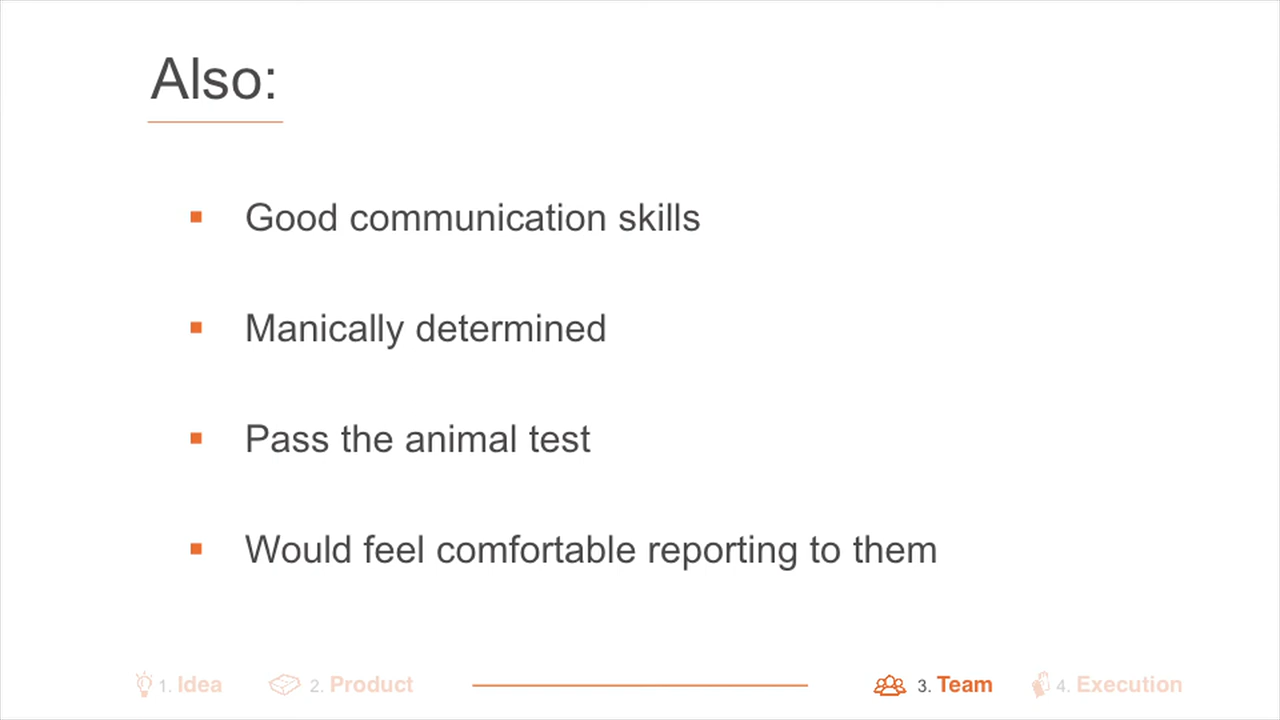 Also:
Good communication skills
Manically determined
Pass the animal test
Would feel comfortable reporting to them
1. Idea 2. Product 3. Team 4. Execution